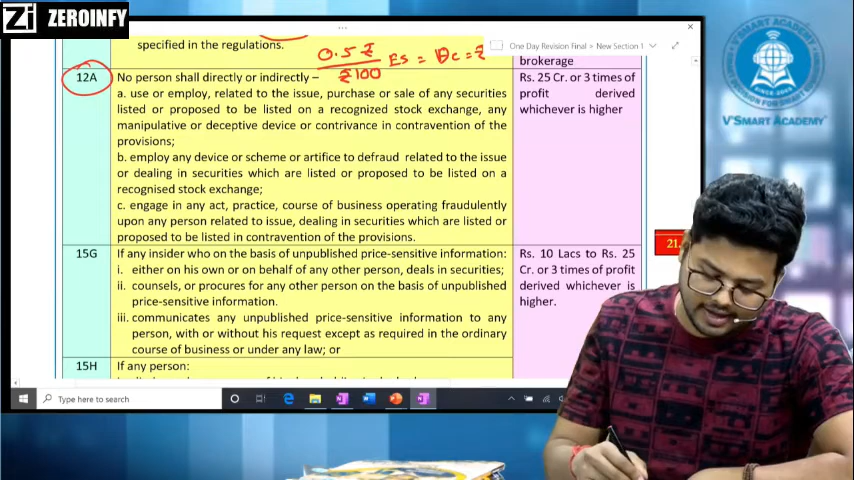 Zi ZEROINFY
specified in the regulations.
0.5 ₹
₹100
Es = Dc = ₹
One Day Revision Final > New Section 1
brokerage
12A
No person shall directly or indirectly –
a. use or employ, related to the issue, purchase or sale of any securities
listed or proposed to be listed on a recognized stock exchange, any
manipulative or deceptive device or contrivance in contravention of the
provisions;
b. employ any device or scheme or artifice to defraud related to the issue
or dealing in securities which are listed or proposed to be listed on a
recognised stock exchange;
c. engage in any act, practice, course of business operating fraudulently
upon any person related to issue, dealing in securities which are listed or
proposed to be listed in contravention of the provisions.
Rs. 25 Cr. or 3 times of
profit derived
whichever is higher
V'SMART ACADEMY
21.
15G
If any insider who on the basis of unpublished price-sensitive information:
i. either on his own or on behalf of any other person, deals in securities;
ii. counsels, or procures for any other person on the basis of unpublished
price-sensitive information.
iii. communicates any unpublished price-sensitive information to any
person, with or without his request except as required in the ordinary
course of business or under any law; or
Rs. 10 Lacs to Rs. 25
Cr. or 3 times of profit
derived whichever is
higher.
15H
If any person:
Type here to search